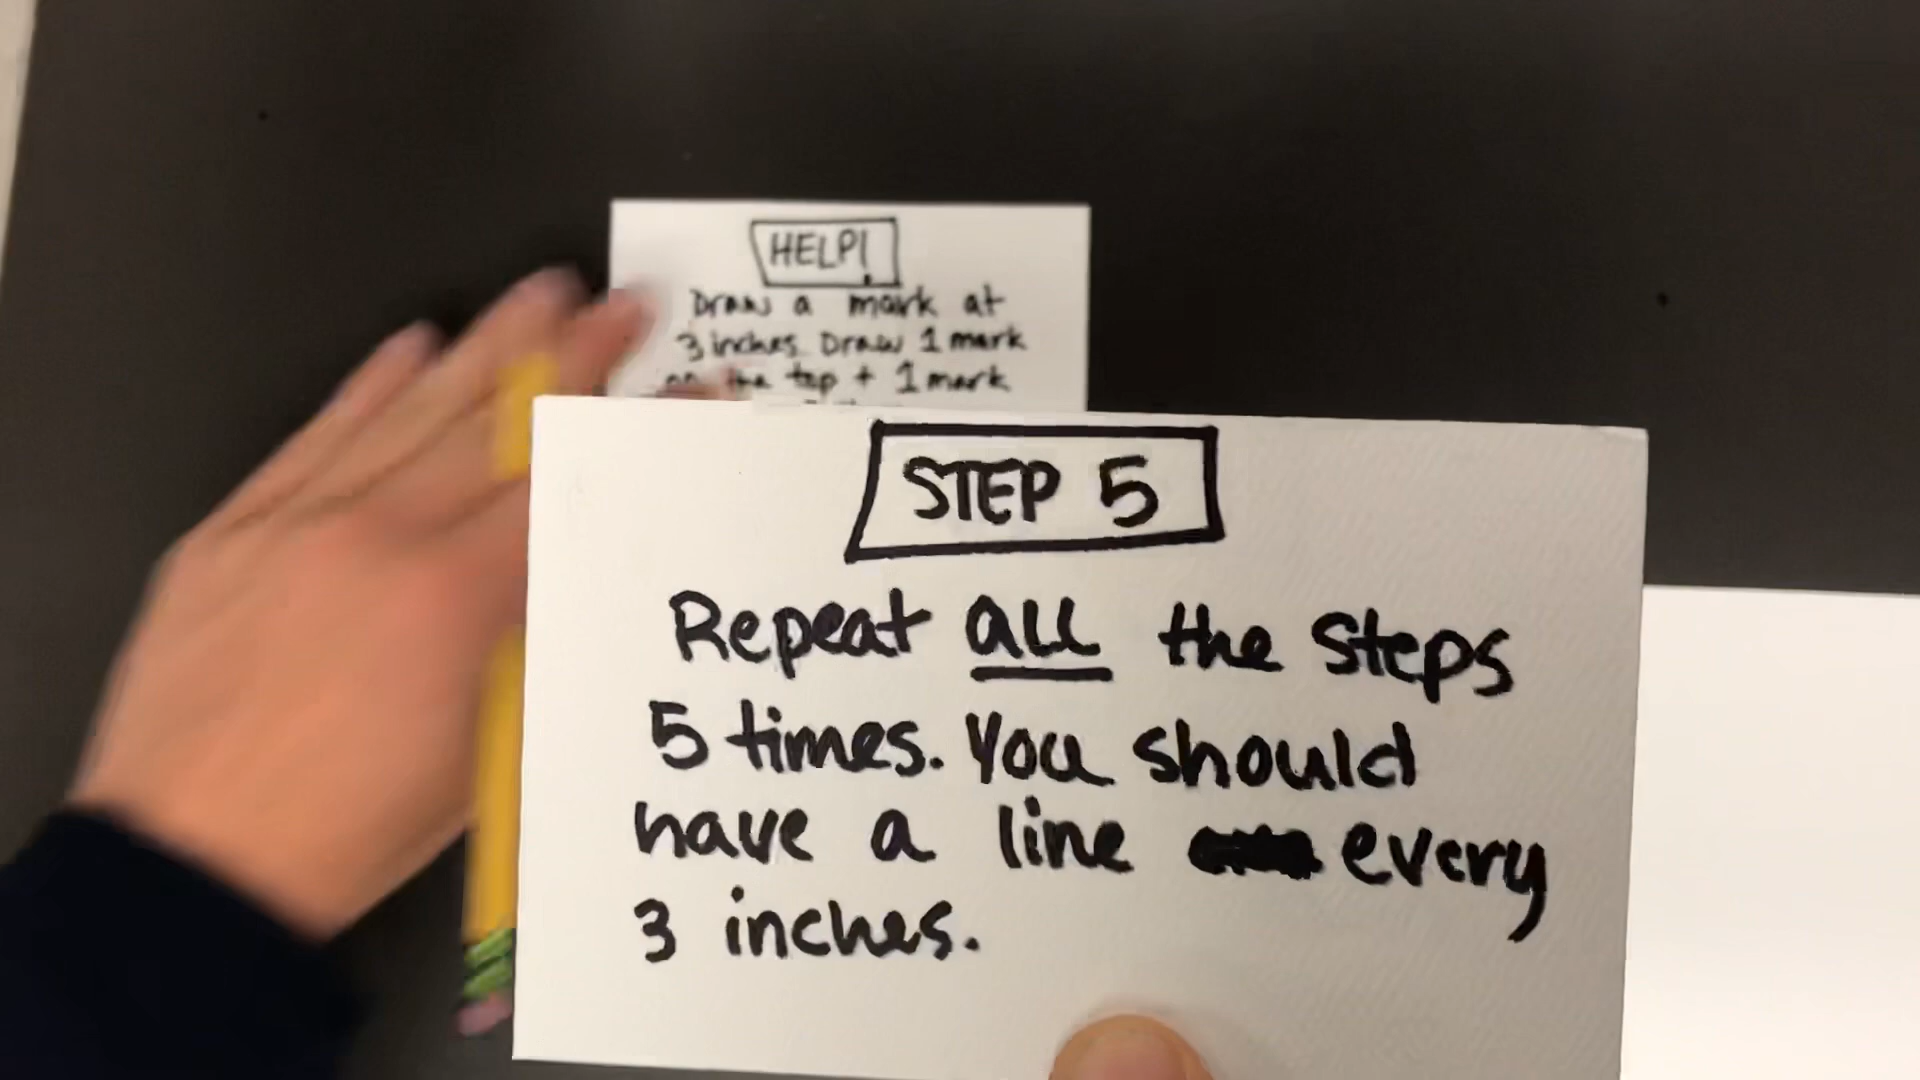 HELP!
Draw a mark at
3 inches. Draw 1 mark
on the top + 1 mark
STEP 5
Repeat all the steps
5 times. You should
have a line every
3 inches.